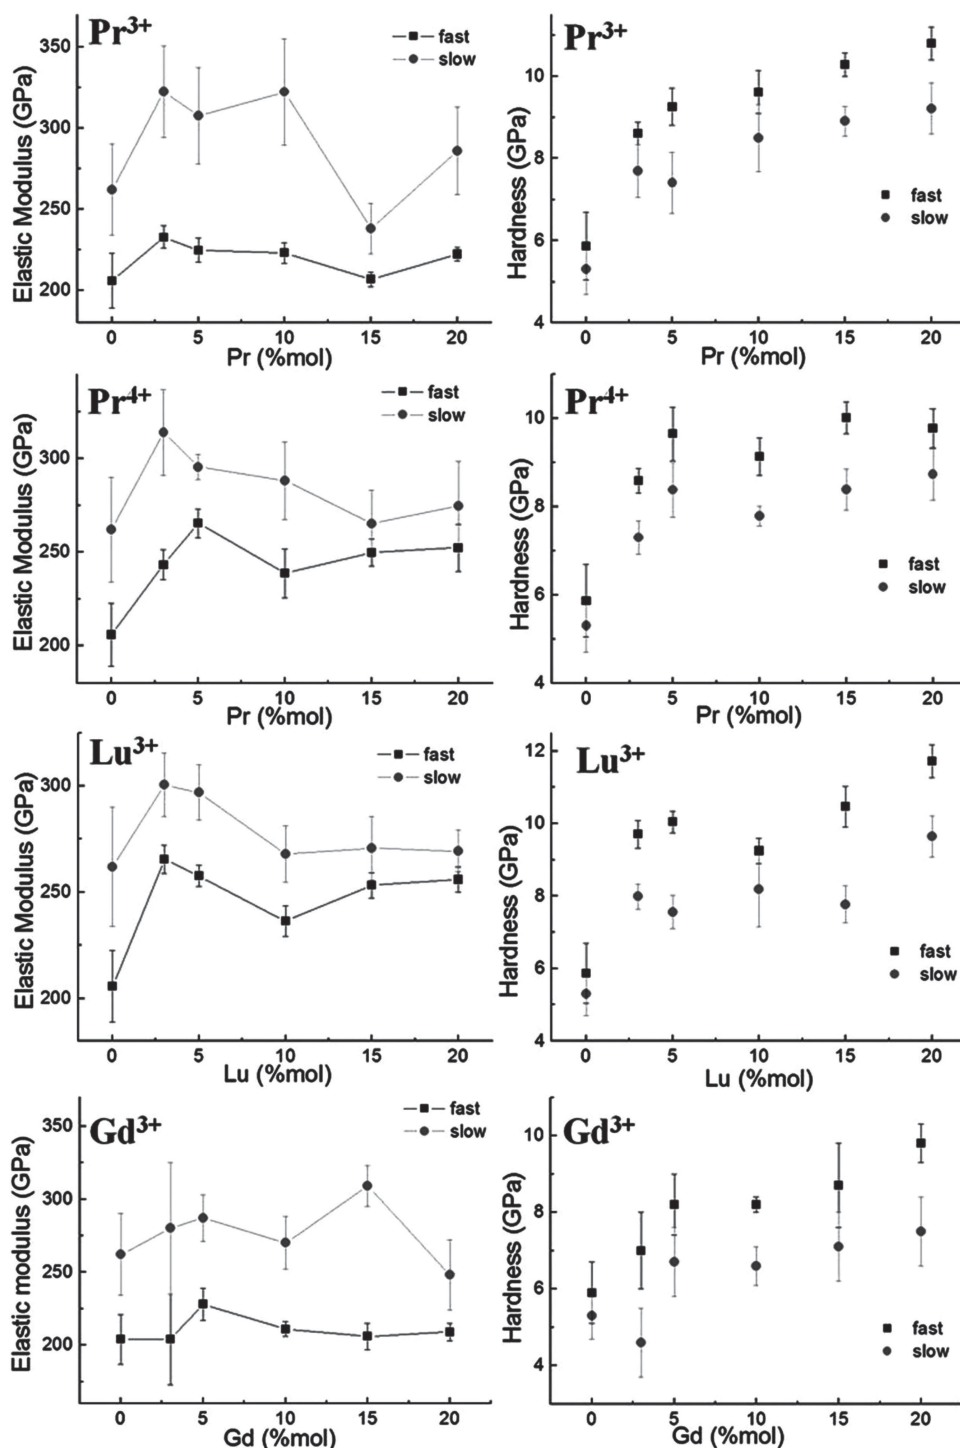 Pr3+
fast
slow
350
300
250
200
Elastic Modulus (GPa)
0 5 10 15 20
Pr (%mol)
Pr3+
10
8
6
4
Hardness (GPa)
fast
slow
0 5 10 15 20
Pr (%mol)
Pr4+
fast
slow
300
250
200
Elastic Modulus (GPa)
0 5 10 15 20
Pr (%mol)
Pr4+
10
8
6
4
Hardness (GPa)
fast
slow
0 5 10 15 20
Pr (%mol)
Lu3+
fast
slow
300
250
200
Elastic Modulus (GPa)
0 5 10 15 20
Lu (%mol)
Lu3+
12
10
8
6
4
Hardness (GPa)
fast
slow
0 5 10 15 20
Lu (%mol)
Gd3+
fast
slow
350
300
250
200
Elastic modulus (GPa)
0 5 10 15 20
Gd (%mol)
Gd3+
10
8
6
4
Hardness (GPa)
fast
slow
0 5 10 15 20
Gd (%mol)